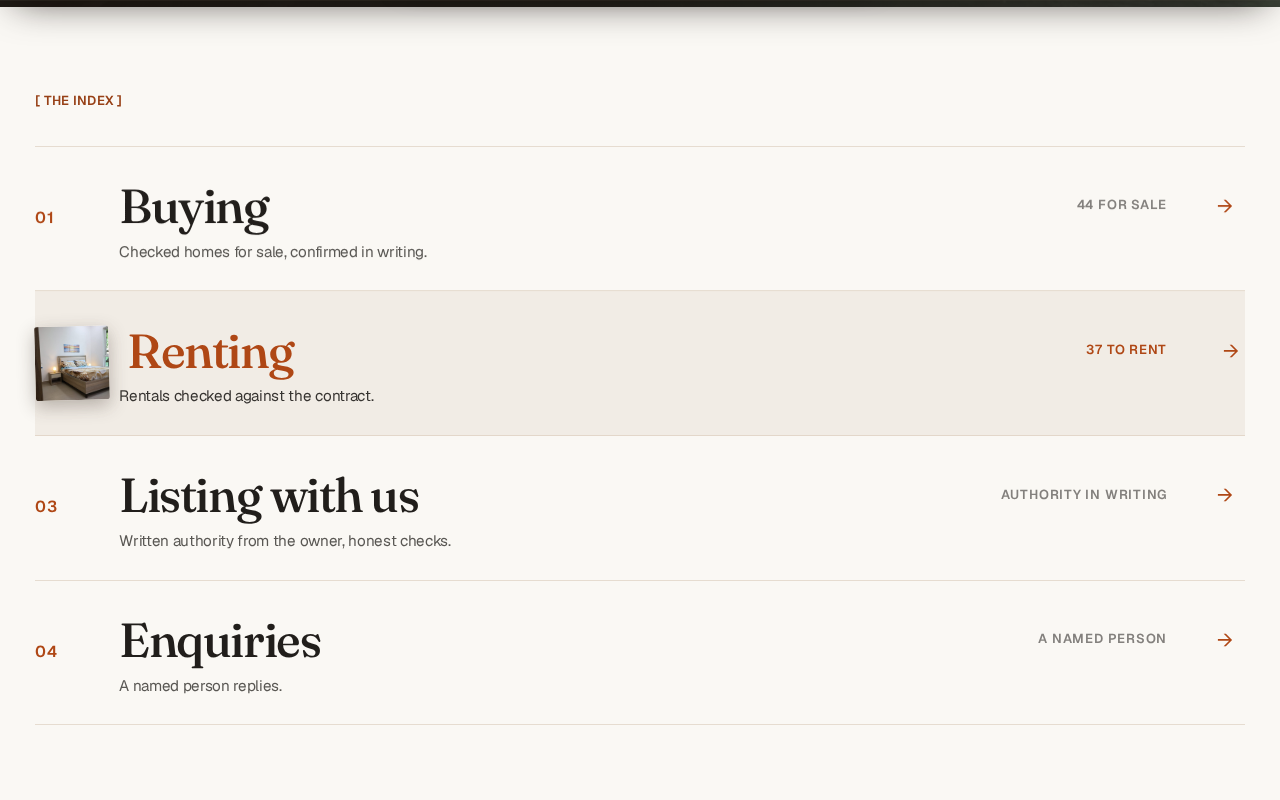 [ THE INDEX ]
01
Buying
44 FOR SALE
Checked homes for sale, confirmed in writing.
Renting
37 TO RENT
Rentals checked against the contract.
03
Listing with us
AUTHORITY IN WRITING
Written authority from the owner, honest checks.
04
Enquiries
A NAMED PERSON
A named person replies.